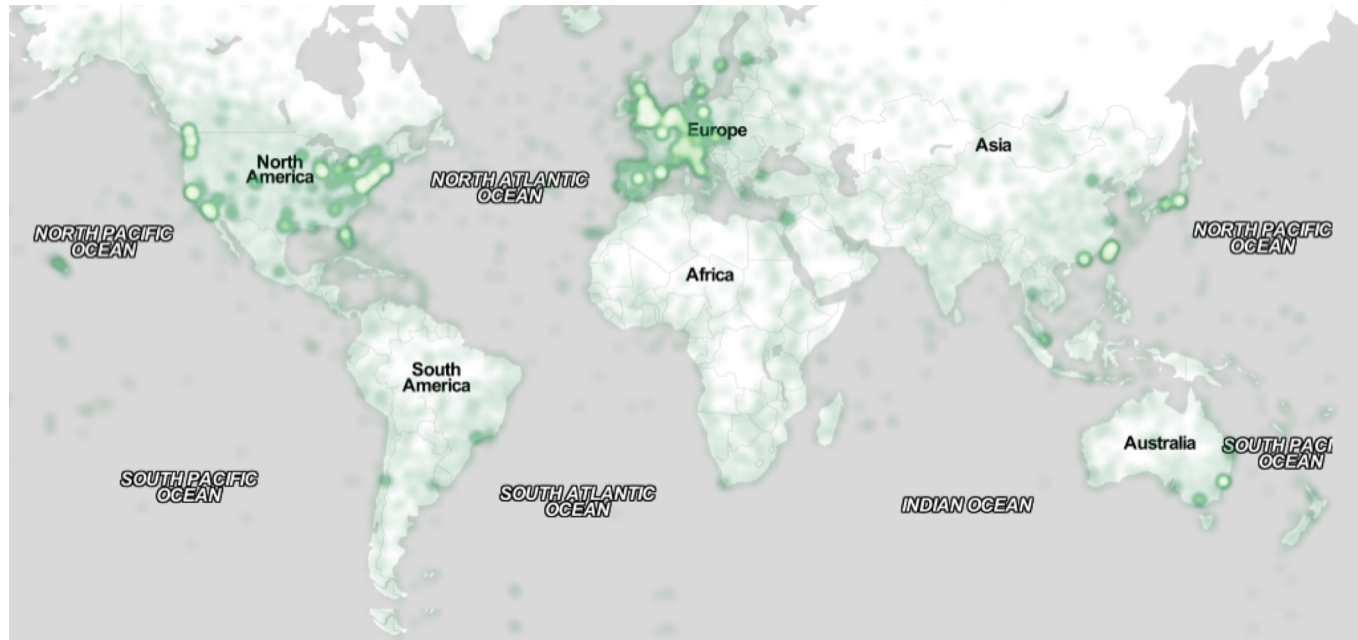 Europe
Asia
North
America
NORTH ATLANTIC
OCEAN
NORTH PACIFIC
OCEAN
NORTH PACIFIC
OCEAN
Africa
South
America
Australia
SOUTH PACI
OCEAN
SOUTH PACIFIC
OCEAN
SOUTH ATLANTIC
OCEAN
INDIAN OCEAN